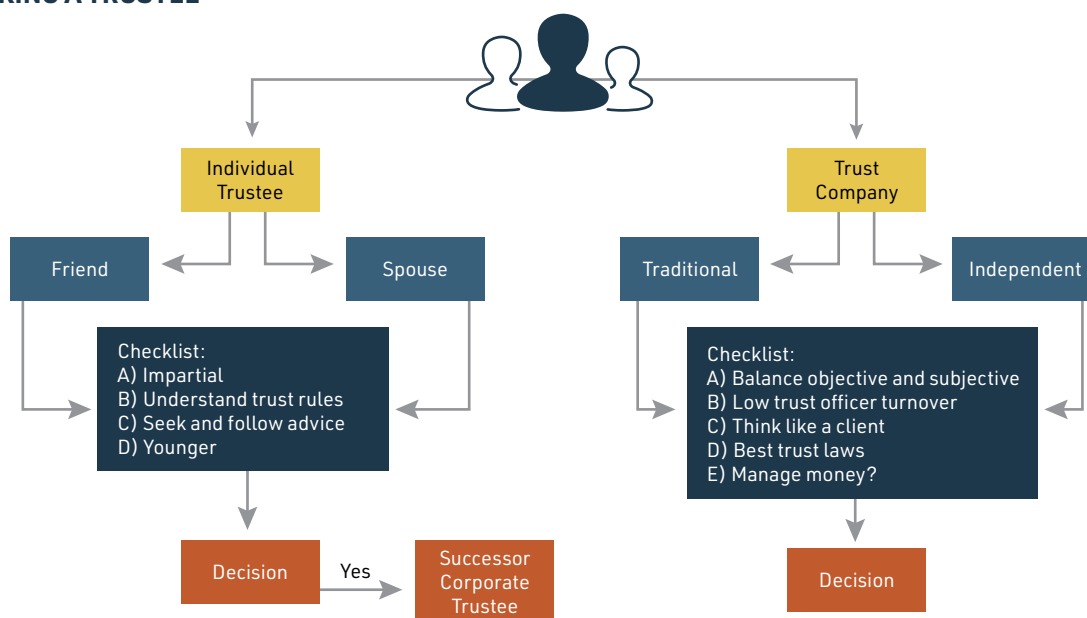 A TRUSTEE
Individual
Trustee
Trust
Company
Friend
Spouse
Traditional
Independent
Checklist:
A) Impartial
B) Understand trust rules
C) Seek and follow advice
D) Younger
Checklist:
A) Balance objective and subjective
B) Low trust officer turnover
C) Think like a client
D) Best trust laws
E) Manage money?
Decision
Yes
Successor
Corporate
Trustee
Decision